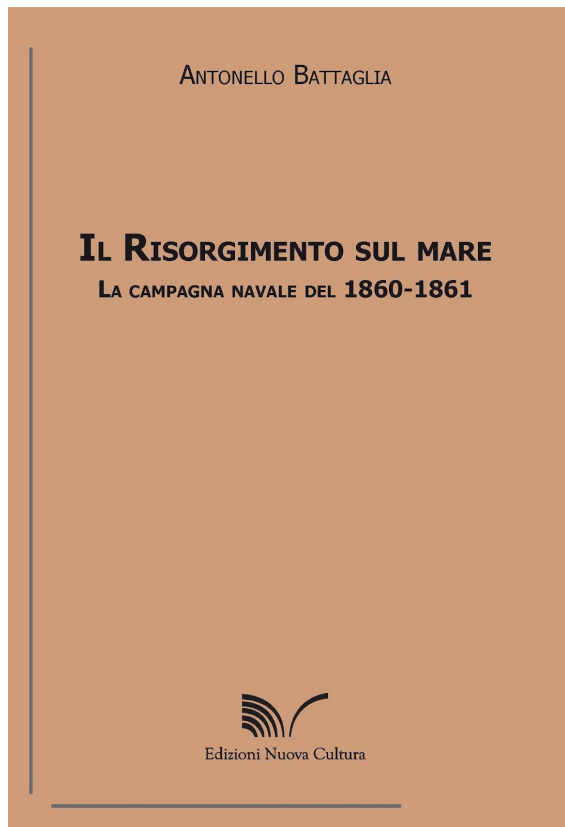 Antonello Battaglia
Il Risorgimento sul mare
La campagna navale del 1860-1861
Edizioni Nuova Cultura